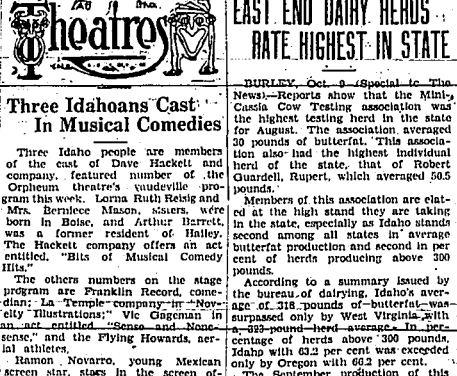 At the
Theatres
Three Idahoans Cast
In Musical Comedies
Three Idaho people are members
of the cast of Dave Hackett and
company, featured number of the
Orpheum theatre's vaudeville pro-
gram this week. Lorna Ruth Reisig and
Mrs. Berniece Mason, sisters, were
born in Boise, and Arthur Barrett,
was a former resident of Hailey.
The Hackett company offers an act
entitled, "Bits of Musical Comedy
Hits."
The others numbers on the stage
program are Franklin Record, come-
dian; La Temple company in "Nov-
elty Illustrations;" Vic Gageman in
an act entitled "Sense and None-
sense," and the Flying Howards, aer-
ial athletes.
Ramon Novarro, young Mexican
screen star, stars in the screen of-
EAST END DAIRY HERDS
RATE HIGHEST IN STATE
BURLEY, Oct. 9 (Special to The
News)—Reports show that the Mini-
Cassia Cow Testing association was
the highest testing herd in the state
for August. The association averaged
30 pounds of butterfat. This associa-
tion also had the highest individual
herd of the state, that of Robert
Guardell, Rupert, which averaged 50.5
pounds.
Members of this association are elat-
ed at the high stand they are taking
in the state, especially as Idaho stands
second among all states in average
butterfat production and second in per
cent of herds producing above 300
pounds.
According to a summary issued by
the bureau of dairying, Idaho's aver-
age of 318 pounds of butterfat was
surpassed only by West Virginia with
a 323-pound herd average. In per-
centage of herds above 300 pounds,
Idaho with 63.2 per cent was exceeded
only by Oregon with 66.2 per cent.
The September production of this